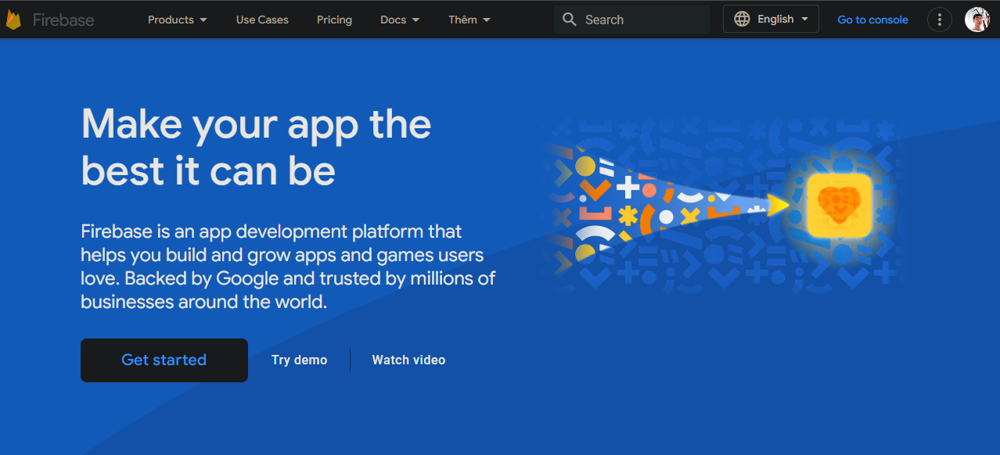 Firebase
Products
Use Cases
Pricing
Docs
Thêm
Search
English
Go to console
Make your app the
best it can be
Firebase is an app development platform that
helps you build and grow apps and games users
love. Backed by Google and trusted by millions of
businesses around the world.
Get started
Try demo
Watch video